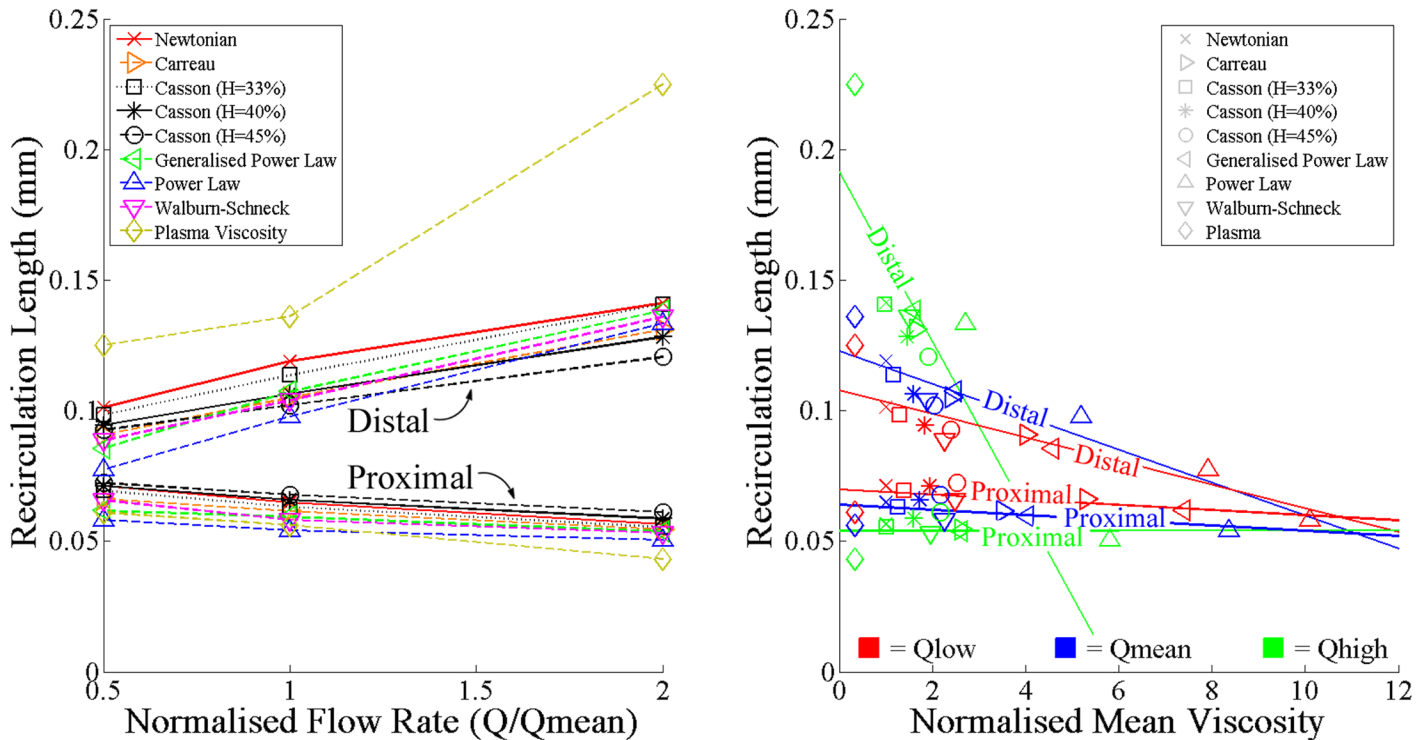 0.25
0.2
0.15
0.1
0.05
0
0.5
1
1.5
2
Recirculation Length (mm)
Normalised Flow Rate (Q/Qmean)
Newtonian
Carreau
Casson (H=33%)
Casson (H=40%)
Casson (H=45%)
Generalised Power Law
Power Law
Walburn-Schneck
Plasma Viscosity
Distal
Proximal
0.25
0.2
0.15
0.1
0.05
0
0
2
4
6
8
10
12
Recirculation Length (mm)
Normalised Mean Viscosity
Newtonian
Carreau
Casson (H=33%)
Casson (H=40%)
Casson (H=45%)
Generalised Power Law
Power Law
Walburn-Schneck
Plasma
Distal
Distal
Distal
Proximal
Proximal
Proximal
= Qlow
= Qmean
= Qhigh